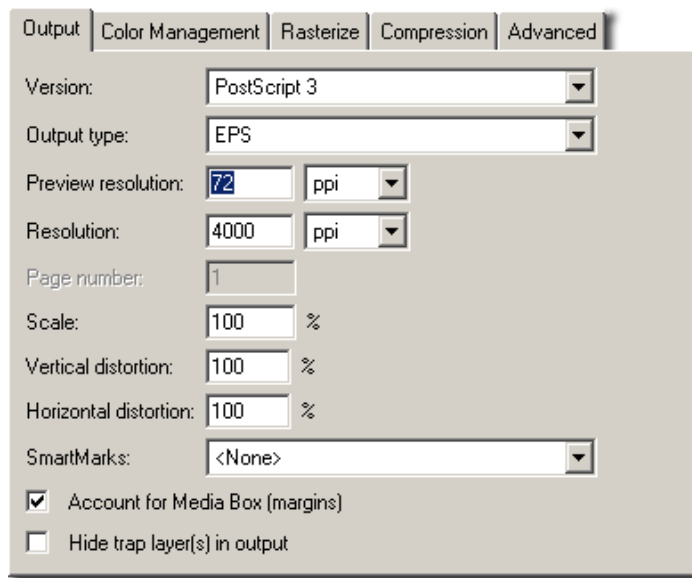 Output Color Management Rasterize Compression Advanced
Version: PostScript 3
Output type: EPS
Preview resolution: 72 ppi
Resolution: 4000 ppi
Page number: 1
Scale: 100 %
Vertical distortion: 100 %
Horizontal distortion: 100 %
SmartMarks: <None>
Account for Media Box (margins)
Hide trap layer(s) in output